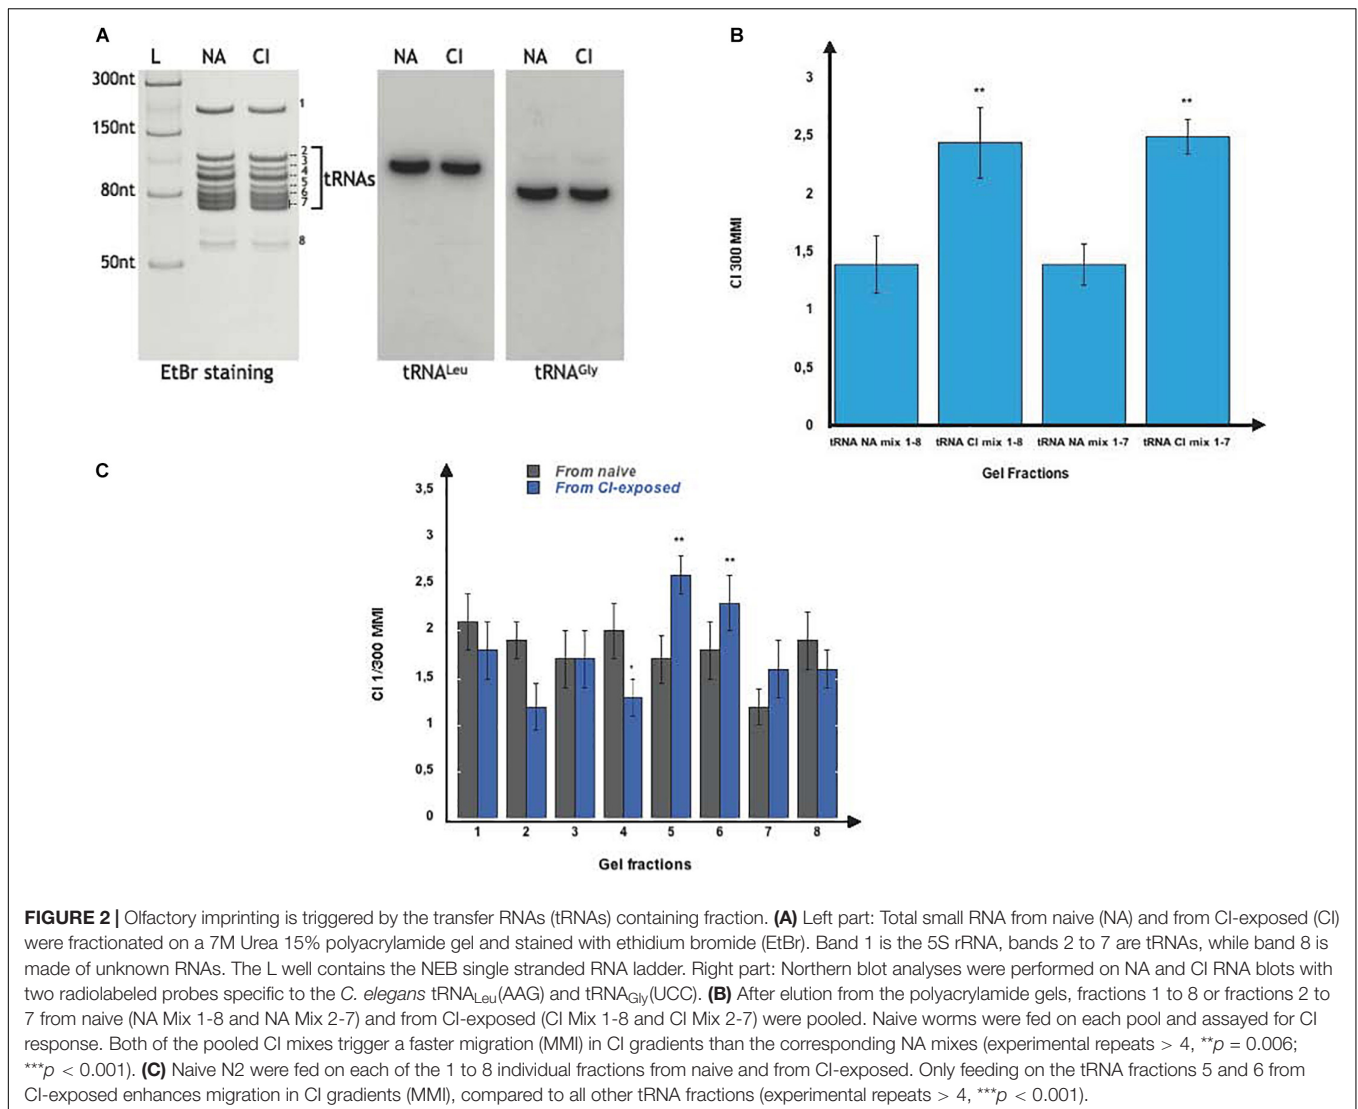 A
L NA CI
300nt
150nt
80nt
50nt
1
2
3
4
5
6
7
8
tRNAs
EtBr staining
NA CI
tRNALeu
NA CI
tRNAGly
B
CI 300 MMI
3
2,5
2
1,5
1
0,5
0
**
**
tRNA NA mix 1-8 tRNA CI mix 1-8 tRNA NA mix 1-7 tRNA CI mix 1-7
Gel Fractions
C
From naive
From CI-exposed
CI 1/300 MMI
3,5
3
2,5
2
1,5
1
0,5
0
*
**
**
1 2 3 4 5 6 7 8
Gel fractions
FIGURE 2 | Olfactory imprinting is triggered by the transfer RNAs (tRNAs) containing fraction. (A) Left part: Total small RNA from naive (NA) and from CI-exposed (CI)
were fractionated on a 7M Urea 15% polyacrylamide gel and stained with ethidium bromide (EtBr). Band 1 is the 5S rRNA, bands 2 to 7 are tRNAs, while band 8 is
made of unknown RNAs. The L well contains the NEB single stranded RNA ladder. Right part: Northern blot analyses were performed on NA and CI RNA blots with
two radiolabeled probes specific to the C. elegans tRNALeu(AAG) and tRNAGly(UCC). (B) After elution from the polyacrylamide gels, fractions 1 to 8 or fractions 2 to
7 from naive (NA Mix 1-8 and NA Mix 2-7) and from CI-exposed (CI Mix 1-8 and CI Mix 2-7) were pooled. Naive worms were fed on each pool and assayed for CI
response. Both of the pooled CI mixes trigger a faster migration (MMI) in CI gradients than the corresponding NA mixes (experimental repeats > 4, **p = 0.006;
***p < 0.001). (C) Naive N2 were fed on each of the 1 to 8 individual fractions from naive and from CI-exposed. Only feeding on the tRNA fractions 5 and 6 from
CI-exposed enhances migration in CI gradients (MMI), compared to all other tRNA fractions (experimental repeats > 4, ***p < 0.001).